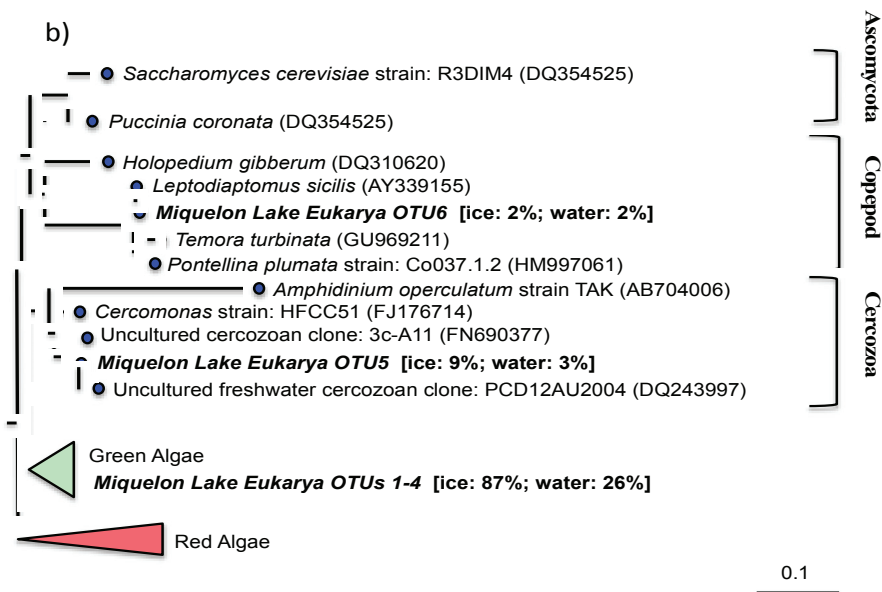 b)
Saccharomyces cerevisiae strain: R3DIM4 (DQ354525)
Puccinia coronata (DQ354525)
Ascomycota
Holopedium gibberum (DQ310620)
Leptodiaptomus sicilis (AY339155)
Miquelon Lake Eukarya OTU6 [ice: 2%; water: 2%]
Temora turbinata (GU969211)
Pontellina plumata strain: Co037.1.2 (HM997061)
Copepod
Amphidinium operculatum strain TAK (AB704006)
Cercomonas strain: HFCC51 (FJ176714)
Uncultured cercozoan clone: 3c-A11 (FN690377)
Miquelon Lake Eukarya OTU5 [ice: 9%; water: 3%]
Uncultured freshwater cercozoan clone: PCD12AU2004 (DQ243997)
Cercozoa
Green Algae
Miquelon Lake Eukarya OTUs 1-4 [ice: 87%; water: 26%]
Red Algae
0.1